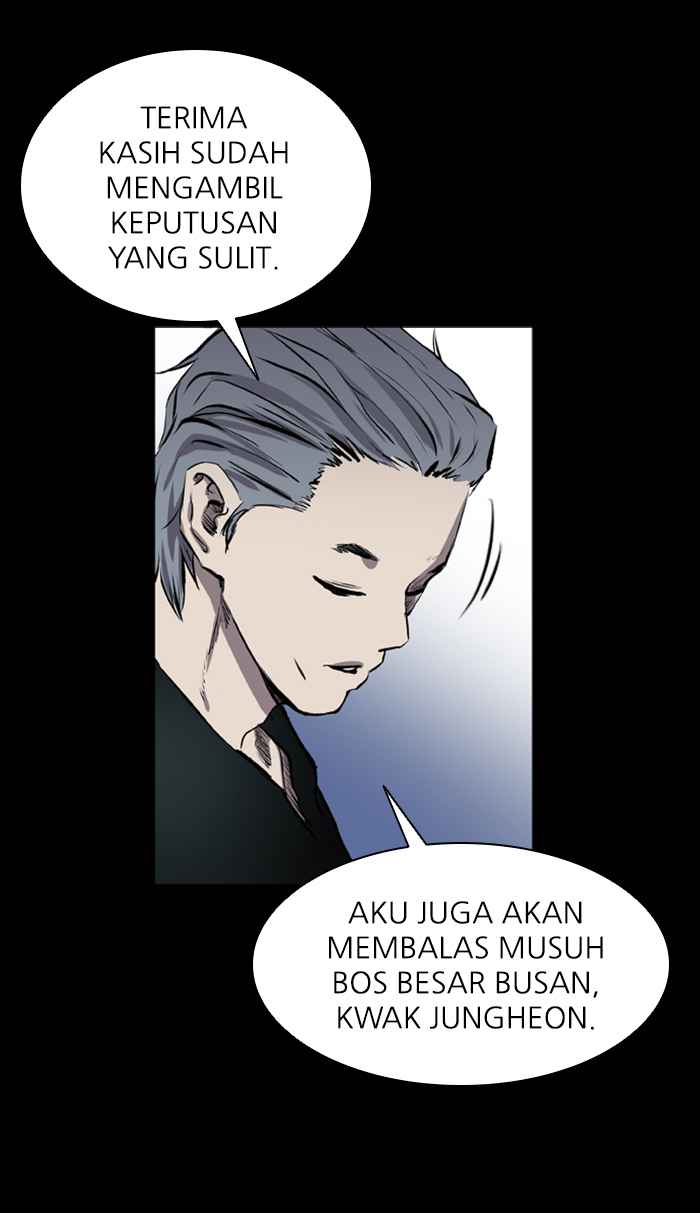 TERIMA
KASIH SUDAH
MENGAMBIL
KEPUTUSAN
YANG SULIT.
AKU JUGA AKAN
MEMBALAS MUSUH
BOS BESAR BUSAN,
KWAK JUNGHEON.